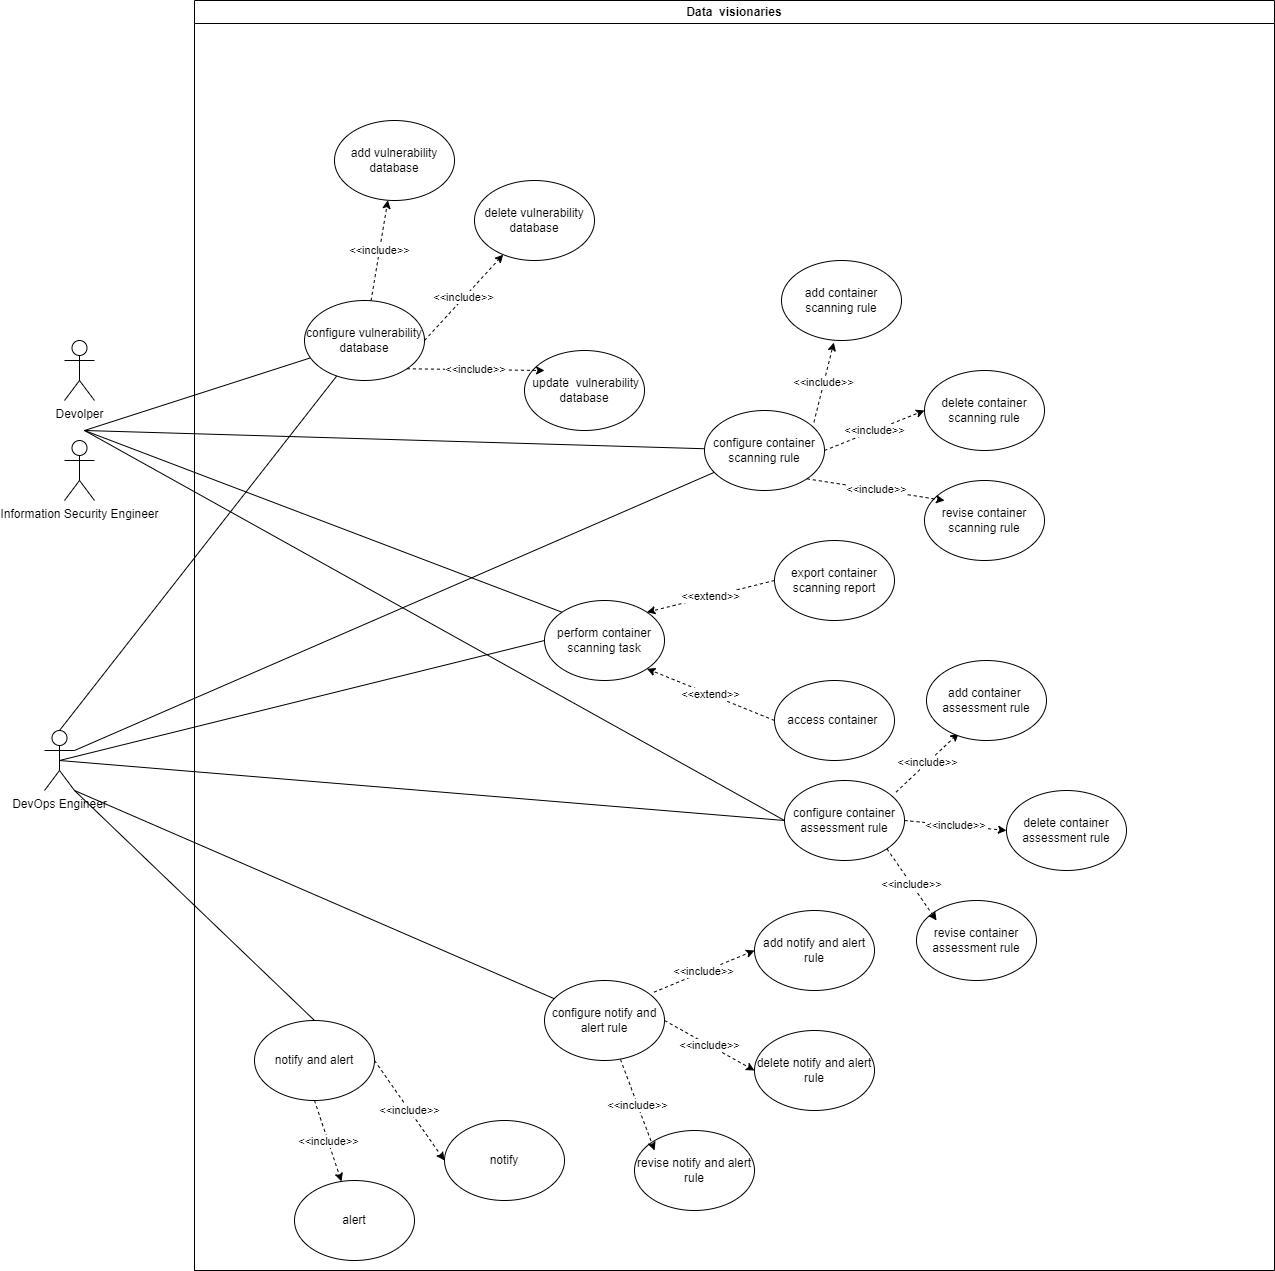 Data  visionaries
add vulnerability
database
delete vulnerability
database
<<include>>
<<include>>
add container
scanning rule
configure vulnerability
database
<<include>>
update  vulnerability
database
<<include>>
Devolper
delete container
scanning rule
<<include>>
configure container
scanning rule
<<include>>
revise container
scanning rule
Information Security Engineer
export container
scanning report
<<extend>>
perform container
scanning task
<<extend>>
access container
add container
assessment rule
<<include>>
DevOps Engineer
configure container
assessment rule
<<include>>
delete container
assessment rule
<<include>>
revise container
assessment rule
add notify and alert
rule
<<include>>
configure notify and
alert rule
<<include>>
delete notify and alert
rule
<<include>>
revise notify and alert
rule
notify and alert
<<include>>
<<include>>
notify
alert